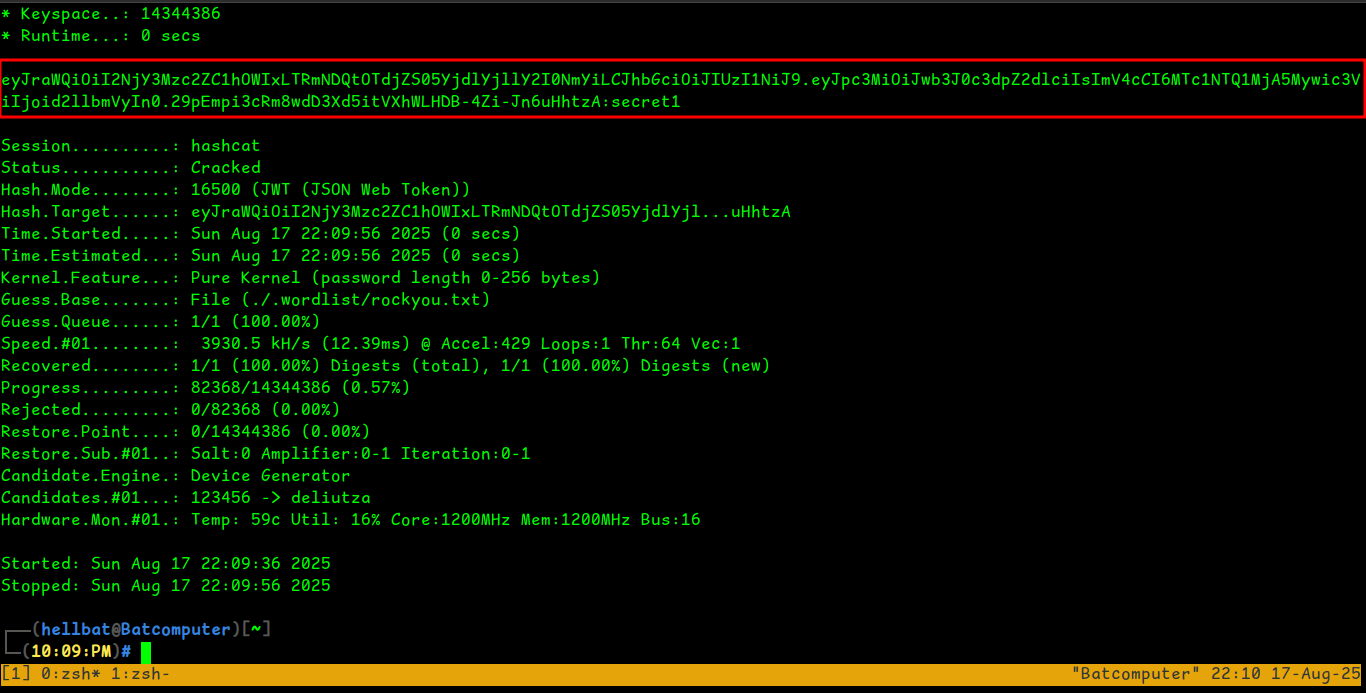 * Keyspace..: 14344386
* Runtime...: 0 secs
eyJraWQiOiI2NjY3Mzc2ZC1hOWIxLTRmNDQtOTdjZS05YjdlYjllY2I0NmYiLCJhbGciOiJIUzI1NiJ9.eyJpc3MiOiJwb3J0c3dpZ2dlciIsImV4cCI6MTc1NTQ1MjA5Mywic3V
iIjoid2llbmVyIn0.29pEmpi3cRm8wdD3Xd5itVXhWLHDB-4Zi-Jn6uHhtzA:secret1
Session..........: hashcat
Status...........: Cracked
Hash.Mode........: 16500 (JWT (JSON Web Token))
Hash.Target......: eyJraWQiOiI2NjY3Mzc2ZC1hOWIxLTRmNDQtOTdjZS05YjdlYjl...uHhtzA
Time.Started.....: Sun Aug 17 22:09:56 2025 (0 secs)
Time.Estimated...: Sun Aug 17 22:09:56 2025 (0 secs)
Kernel.Feature...: Pure Kernel (password length 0-256 bytes)
Guess.Base.......: File (./.wordlist/rockyou.txt)
Guess.Queue......: 1/1 (100.00%)
Speed.#01........:  3930.5 kH/s (12.39ms) @ Accel:429 Loops:1 Thr:64 Vec:1
Recovered........: 1/1 (100.00%) Digests (total), 1/1 (100.00%) Digests (new)
Progress.........: 82368/14344386 (0.57%)
Rejected.........: 0/82368 (0.00%)
Restore.Point....: 0/14344386 (0.00%)
Restore.Sub.#01..: Salt:0 Amplifier:0-1 Iteration:0-1
Candidate.Engine.: Device Generator
Candidates.#01...: 123456 -> deliutza
Hardware.Mon.#01.: Temp: 59c Util: 16% Core:1200MHz Mem:1200MHz Bus:16
Started: Sun Aug 17 22:09:36 2025
Stopped: Sun Aug 17 22:09:56 2025
┌──(hellbat@Batcomputer)[~]
└─(10:09:PM)#
[1] 0:zsh* 1:zsh- "Batcomputer" 22:10 17-Aug-25